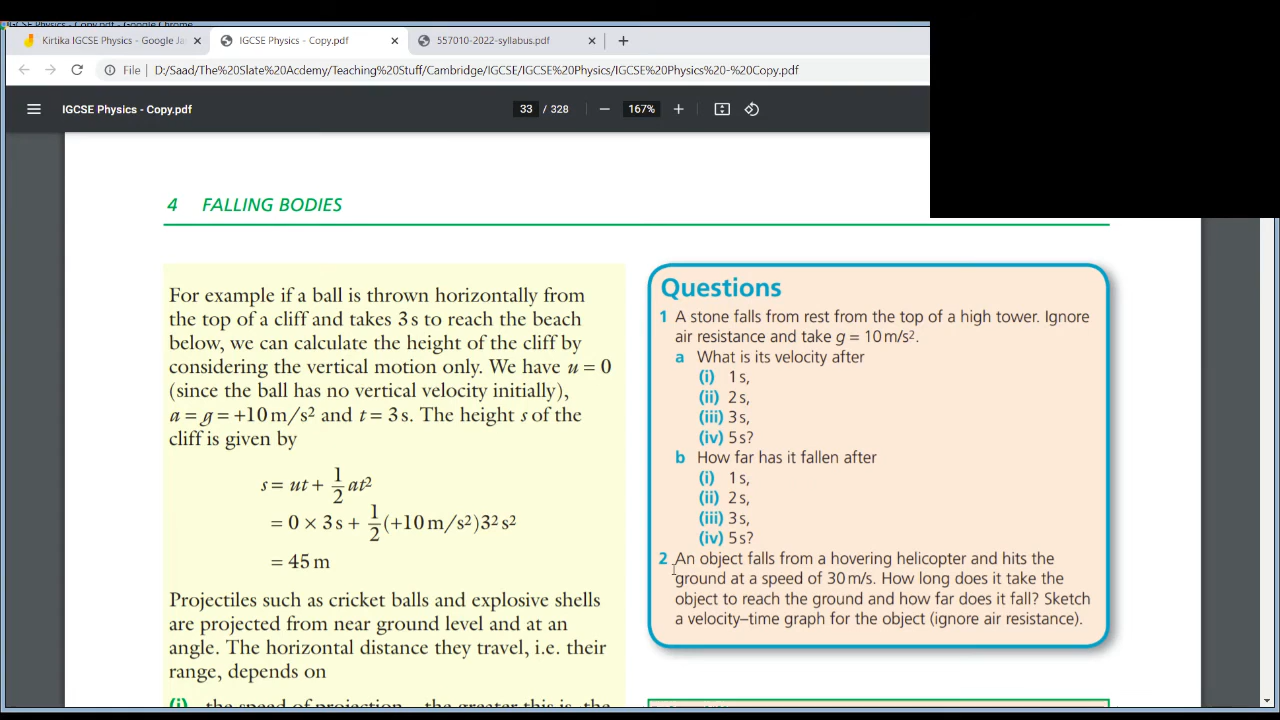 Kirtika IGCSE Physics - Google Ja
IGCSE Physics - Copy.pdf
557010-2022-syllabus.pdf
File
D:/Saad/The%20Slate%20Acdemy/Teaching%20Stuff/Cambridge/IGCSE/IGCSE%20Physics/IGCSE%20Physics%20-%20Copy.pdf
IGCSE Physics - Copy.pdf
33 / 328
167%
4 FALLING BODIES
For example if a ball is thrown horizontally from
the top of a cliff and takes 3 s to reach the beach
below, we can calculate the height of the cliff by
considering the vertical motion only. We have u = 0
(since the ball has no vertical velocity initially),
a = g = +10 m/s² and t = 3 s. The height s of the
cliff is given by
s = ut + 1/2 at²
= 0 × 3 s + 1/2 (+10 m/s²)3² s²
= 45 m
Projectiles such as cricket balls and explosive shells
are projected from near ground level and at an
angle. The horizontal distance they travel, i.e. their
range, depends on
Questions
1 A stone falls from rest from the top of a high tower. Ignore
air resistance and take g = 10 m/s².
a What is its velocity after
(i) 1 s,
(ii) 2 s,
(iii) 3 s,
(iv) 5 s?
b How far has it fallen after
(i) 1 s,
(ii) 2 s,
(iii) 3 s,
(iv) 5 s?
2 An object falls from a hovering helicopter and hits the
ground at a speed of 30 m/s. How long does it take the
object to reach the ground and how far does it fall? Sketch
a velocity–time graph for the object (ignore air resistance).